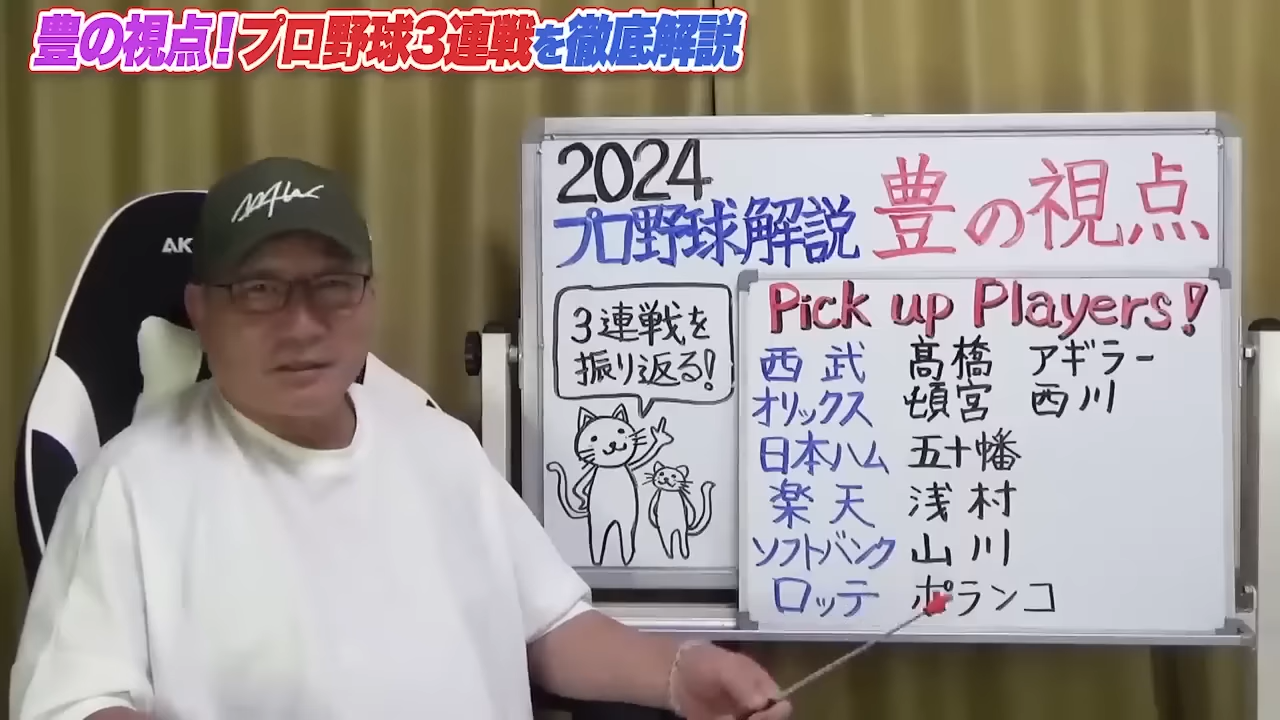 豊の視点!プロ野球3連戦を徹底解説
AK
2024
プロ野球解説 豊の視点
3連戦を
振り返る!
Pick up Players!
西武 髙橋 アギラー
オリックス 頓宮 西川
日本ハム 五十幡
楽天 浅村
ソフトバンク 山川
ロッテ ポランコ